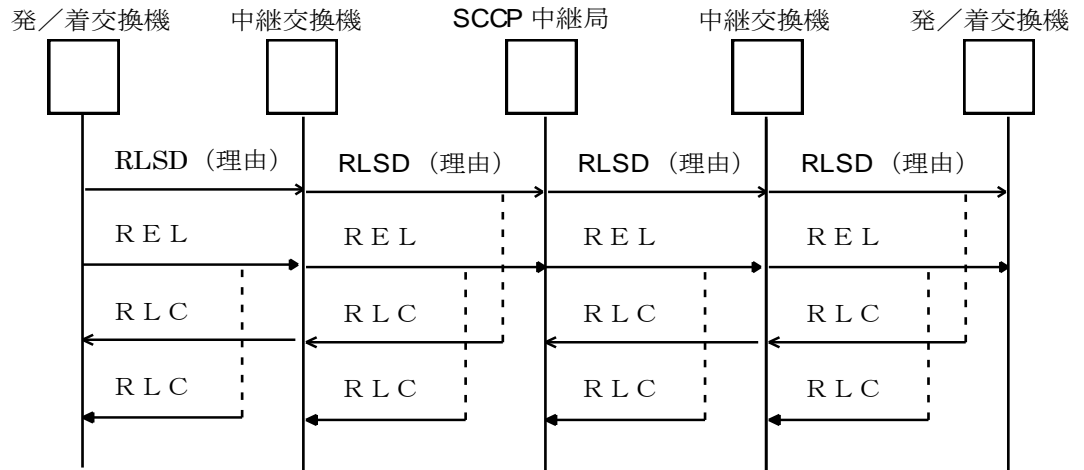 発／着交換機 中継交換機 SCCP 中継局 中継交換機 発／着交換機
RLSD（理由） RLSD（理由） RLSD（理由） RLSD（理由）
ＲＥＬ ＲＥＬ ＲＥＬ ＲＥＬ
ＲＬＣ ＲＬＣ ＲＬＣ ＲＬＣ
ＲＬＣ ＲＬＣ ＲＬＣ ＲＬＣ